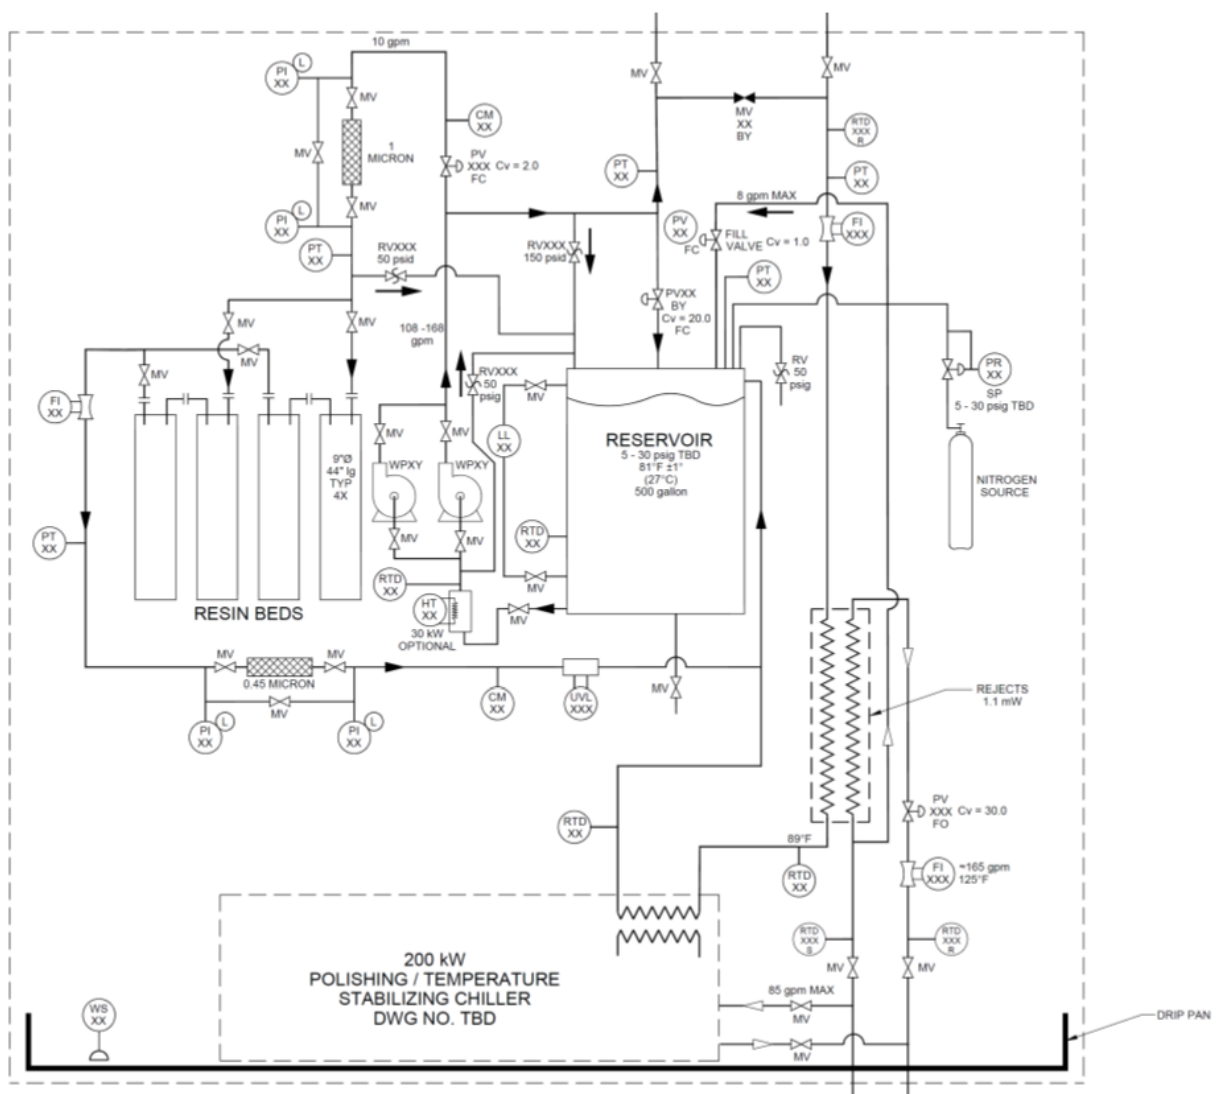 10 gpm
PI
XX
L
MV
MV
1
MICRON
MV
PI
XX
L
PT
XX
CM
XX
PV
XXX
FC
Cv = 2.0
RVXXX
50 psid
MV
MV
MV
MV
FI
XX
PT
XX
9"Ø
44" lg
TYP
4X
RESIN BEDS
108 -168
gpm
RVXXX
150 psid
RVXXX
50
psig
MV
MV
WPXY
WPXY
MV
MV
RTD
XX
HT
XX
30 kW
OPTIONAL
MV
LL
XX
MV
RTD
XX
MV
RESERVOIR
5 - 30 psig TBD
81°F ±1°
(27°C)
500 gallon
MV
MV
MV
XX
BY
PT
XX
RTD
XXX
R
PT
XX
FI
XXX
8 gpm MAX
PV
XX
FC
FILL
VALVE
Cv = 1.0
PT
XX
PVXX
BY
Cv = 20.0
FC
RV
50
psig
PR
XX
SP
5 - 30 psig TBD
NITROGEN
SOURCE
MV
MV
0.45 MICRON
MV
PI
XX
L
PI
XX
L
CM
XX
UVL
XXX
MV
REJECTS
1.1 mW
PV
XXX
FO
Cv = 30.0
FI
XXX
≈165 gpm
125°F
RTD
XX
89°F
RTD
XX
RTD
XXX
S
RTD
XXX
R
MV
MV
200 kW
POLISHING / TEMPERATURE
STABILIZING CHILLER
DWG NO. TBD
85 gpm MAX
MV
MV
WS
XX
DRIP PAN